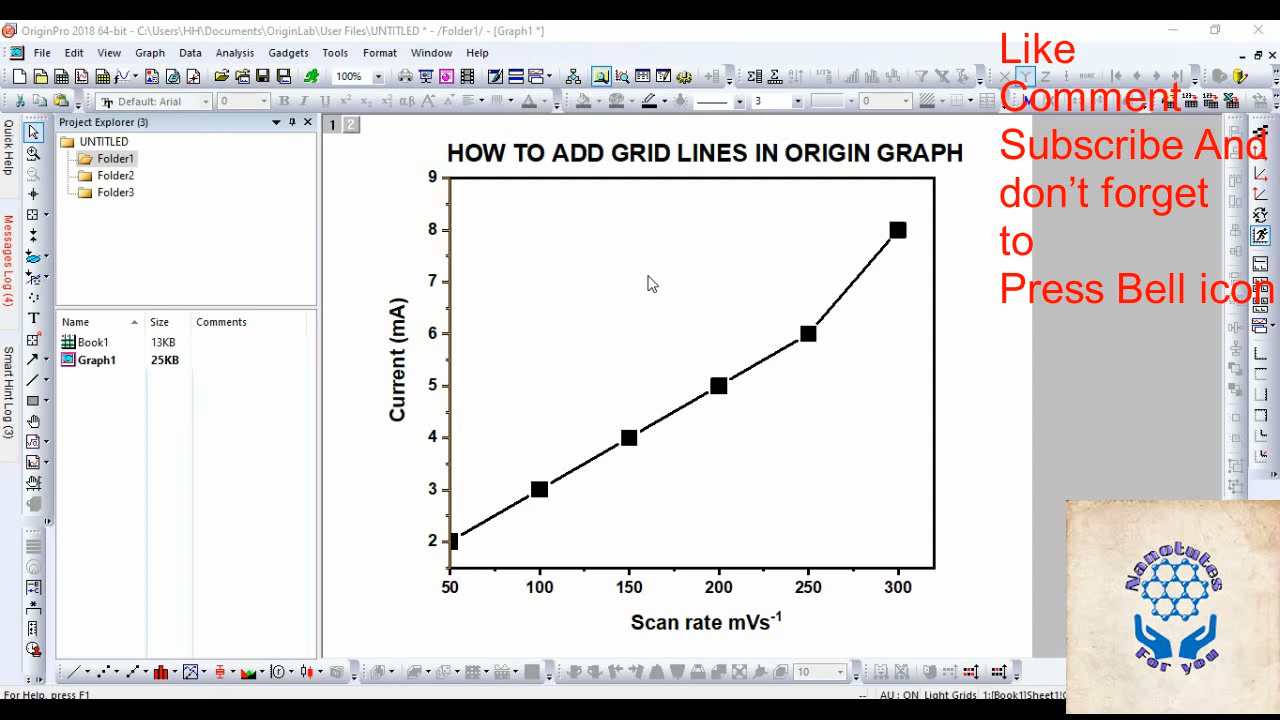 OriginPro 2018 64-bit - C:\Users\HH\Documents\OriginLab\User Files\UNTITLED * - /Folder1/ - [Graph1 *]
File Edit View Graph Data Analysis Gadgets Tools Format Window Help
100%
Default: Arial 0 B I U 3 0
Like
Comment
Subscribe And
don’t forget
to
Press Bell icon
Quick Help
Messages Log (4)
Smart Hint Log (3)
Project Explorer (3)
UNTITLED
Folder1
Folder2
Folder3
Name Size Comments
Book1 13KB
Graph1 25KB
1 2
HOW TO ADD GRID LINES IN ORIGIN GRAPH
9
8
7
6
5
4
3
2
Current (mA)
50 100 150 200 250 300
Scan rate mVs-1
10
Nanotutes
For you
For Help, press F1
AU : ON Light Grids 1:[Book1]Sheet1!